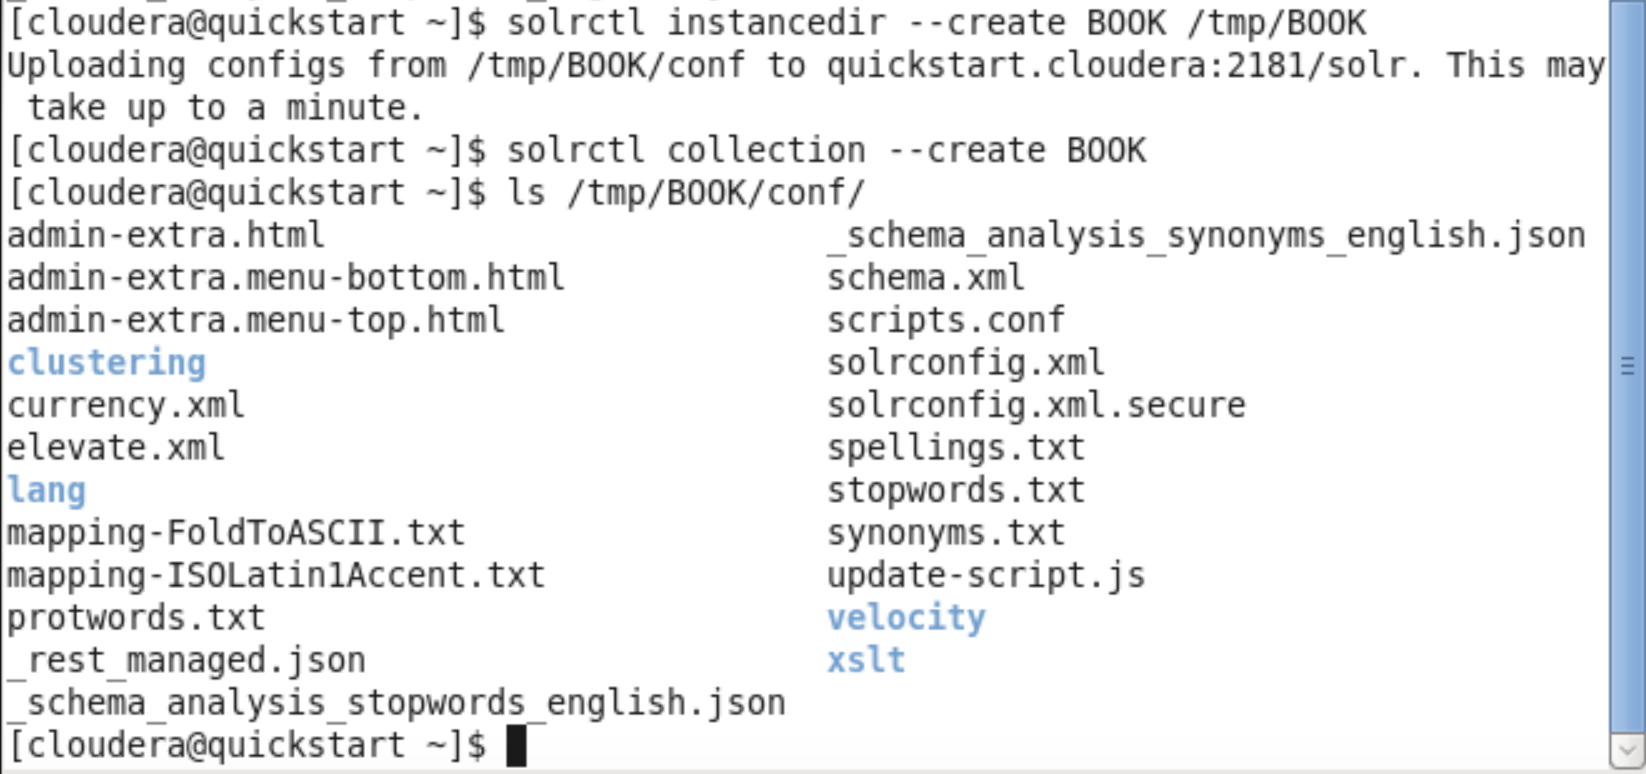 [cloudera@quickstart ~]$ solrctl instancedir --create BOOK /tmp/BOOK
Uploading configs from /tmp/BOOK/conf to quickstart.cloudera:2181/solr. This may
 take up to a minute.
[cloudera@quickstart ~]$ solrctl collection --create BOOK
[cloudera@quickstart ~]$ ls /tmp/BOOK/conf/
admin-extra.html                         _schema_analysis_synonyms_english.json
admin-extra.menu-bottom.html             schema.xml
admin-extra.menu-top.html                scripts.conf
clustering                               solrconfig.xml
currency.xml                             solrconfig.xml.secure
elevate.xml                              spellings.txt
lang                                     stopwords.txt
mapping-FoldToASCII.txt                  synonyms.txt
mapping-ISOLatin1Accent.txt              update-script.js
protwords.txt                            velocity
_rest_managed.json                       xslt
_schema_analysis_stopwords_english.json
[cloudera@quickstart ~]$